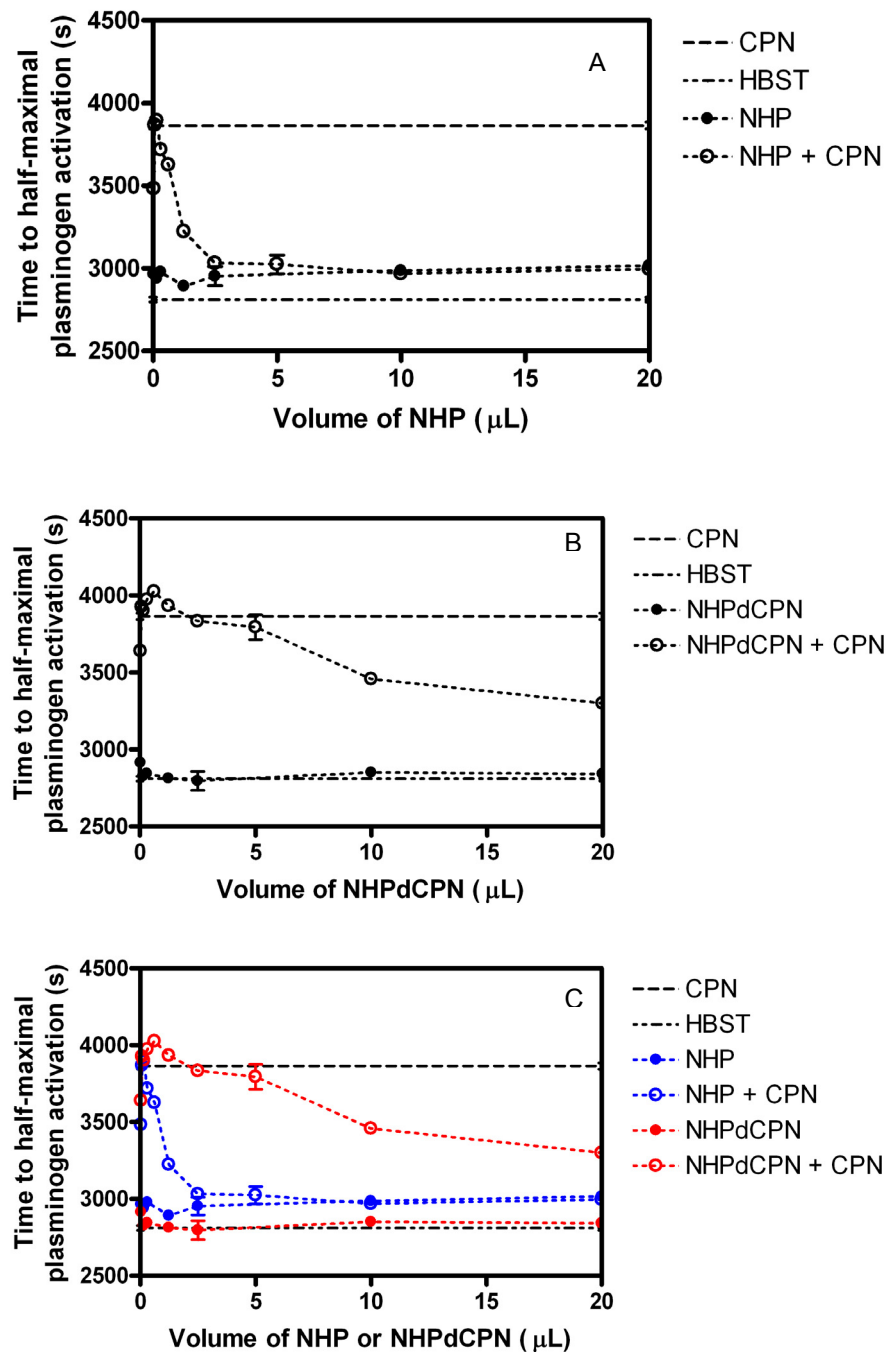 A
Time to half-maximal
plasminogen activation (s)
4500
4000
3500
3000
2500
0
5
10
15
20
Volume of NHP (μL)
CPN
HBST
NHP
NHP + CPN
B
Time to half-maximal
plasminogen activation (s)
4500
4000
3500
3000
2500
0
5
10
15
20
Volume of NHPdCPN (μL)
CPN
HBST
NHPdCPN
NHPdCPN + CPN
C
Time to half-maximal
plasminogen activation (s)
4500
4000
3500
3000
2500
0
5
10
15
20
Volume of NHP or NHPdCPN (μL)
CPN
HBST
NHP
NHP + CPN
NHPdCPN
NHPdCPN + CPN